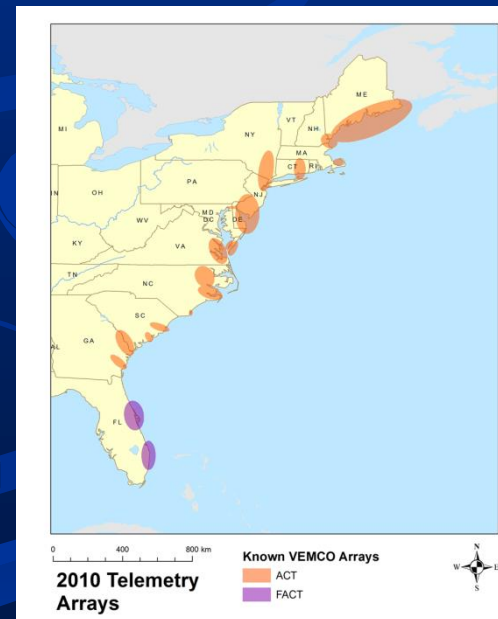 ME
VT
NH
MI
NY
MA
CT
RI
PA
NJ
IN
OH
MD
DC
DE
WV
VA
KY
TN
NC
SC
GA
AL
FL
0 400 800 km
2010 Telemetry
Arrays
Known VEMCO Arrays
ACT
FACT
N
W
E
S